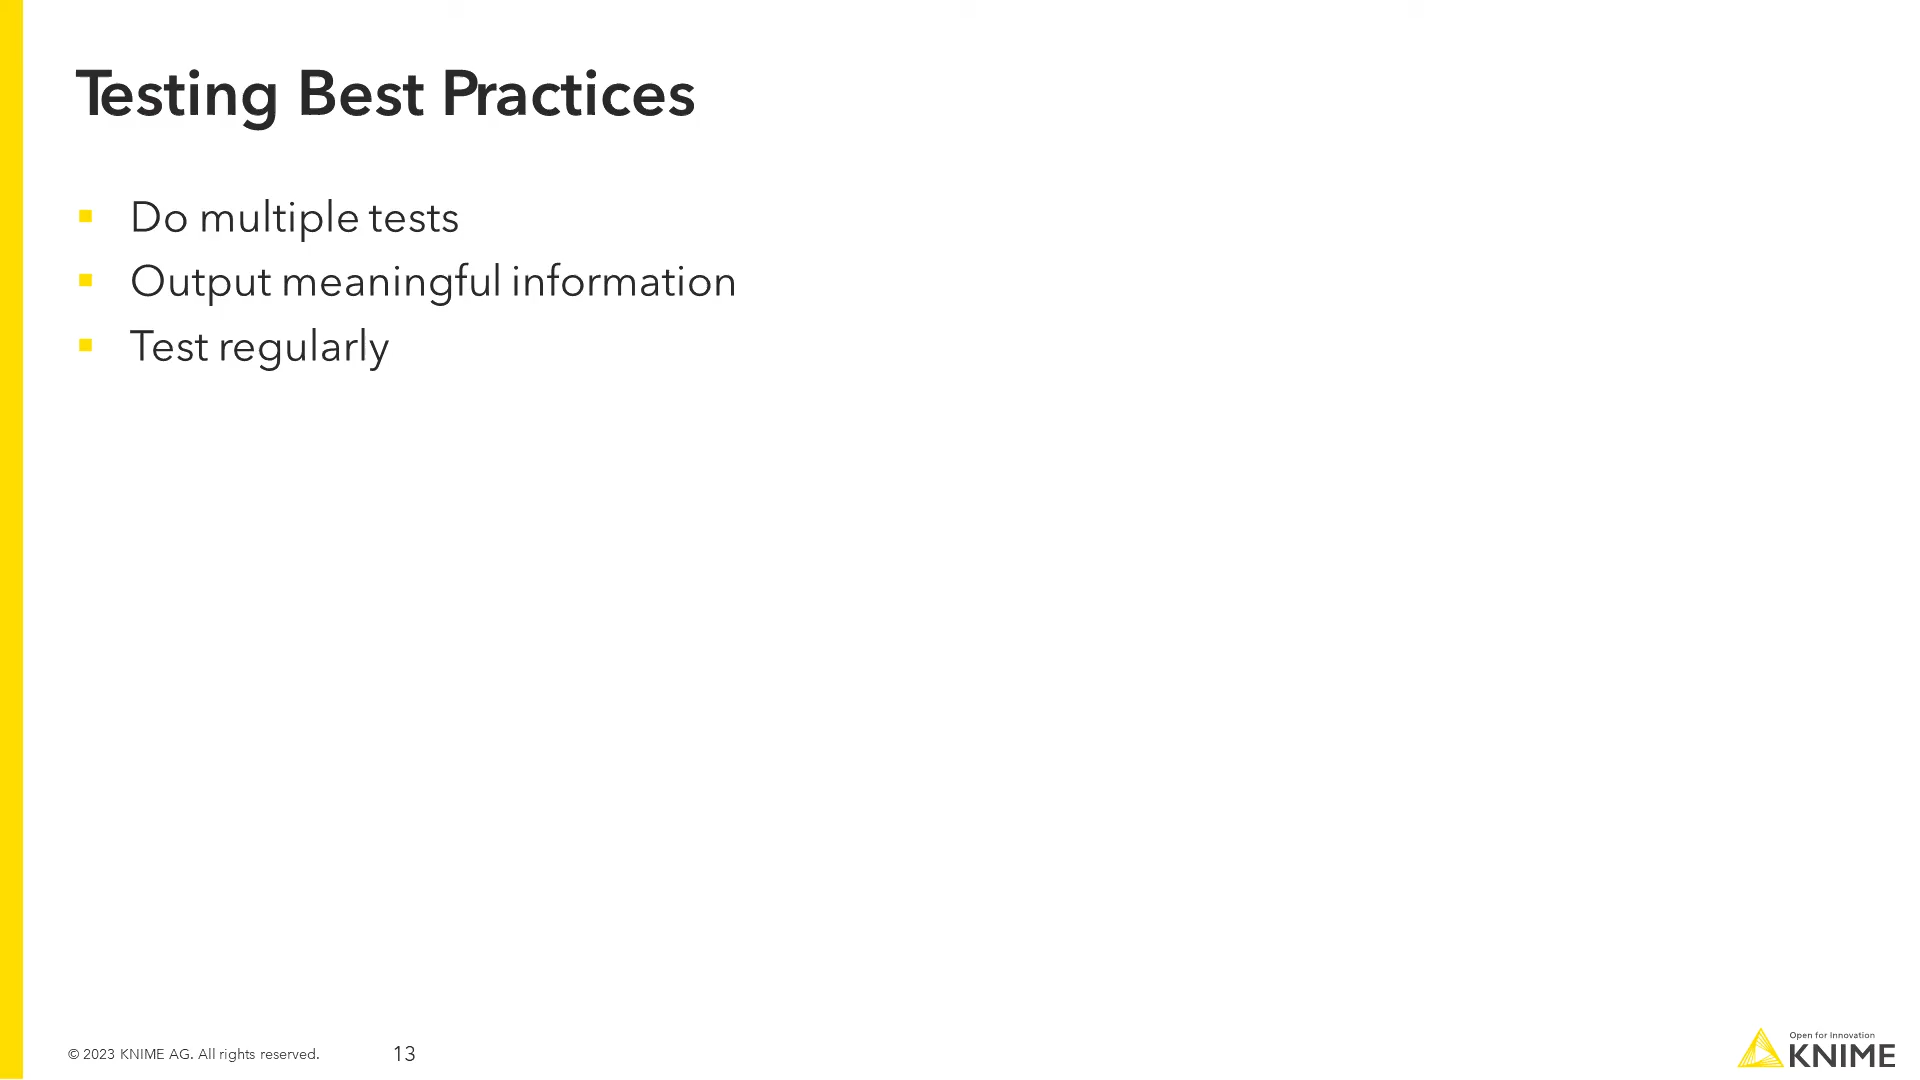 Testing Best Practices
Do multiple tests
Output meaningful information
Test regularly
© 2023 KNIME AG. All rights reserved.
13
Open for Innovation
KNIME